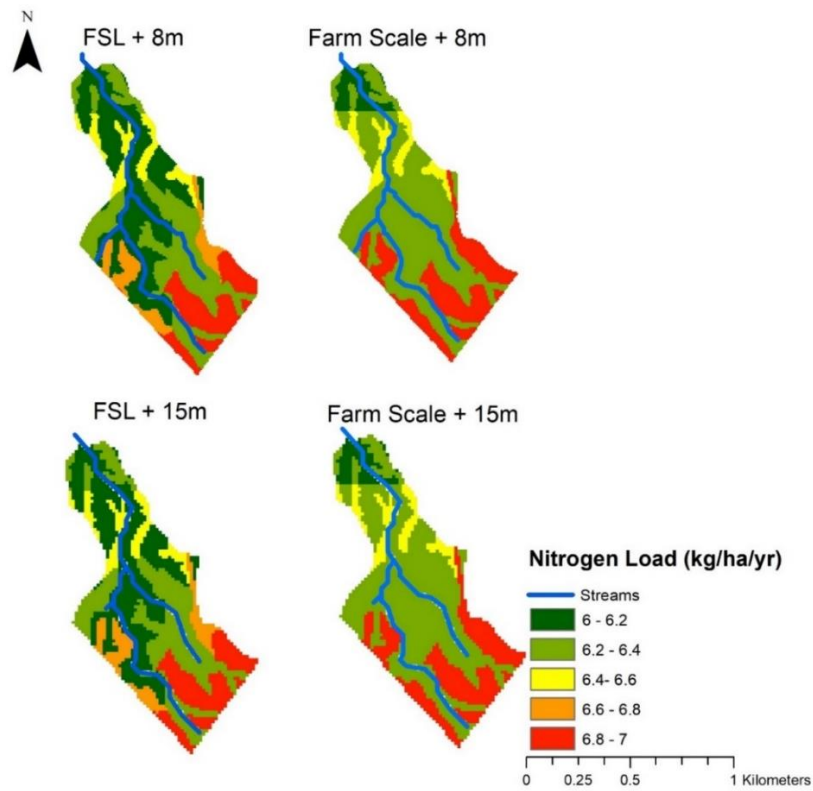 N
FSL + 8m
Farm Scale + 8m
FSL + 15m
Farm Scale + 15m
Nitrogen Load (kg/ha/yr)
Streams
6 - 6.2
6.2 - 6.4
6.4- 6.6
6.6 - 6.8
6.8 - 7
0 0.25 0.5 1 Kilometers